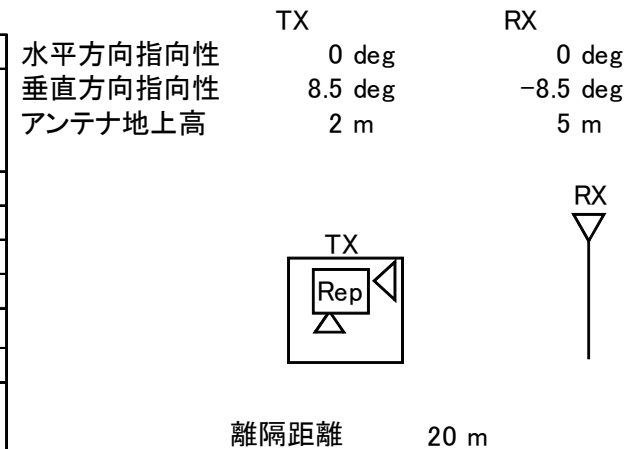 TX RX
水平方向指向性 0 deg 0 deg
垂直方向指向性 8.5 deg -8.5 deg
アンテナ地上高 2 m 5 m
RX
TX
Rep
離隔距離 20 m